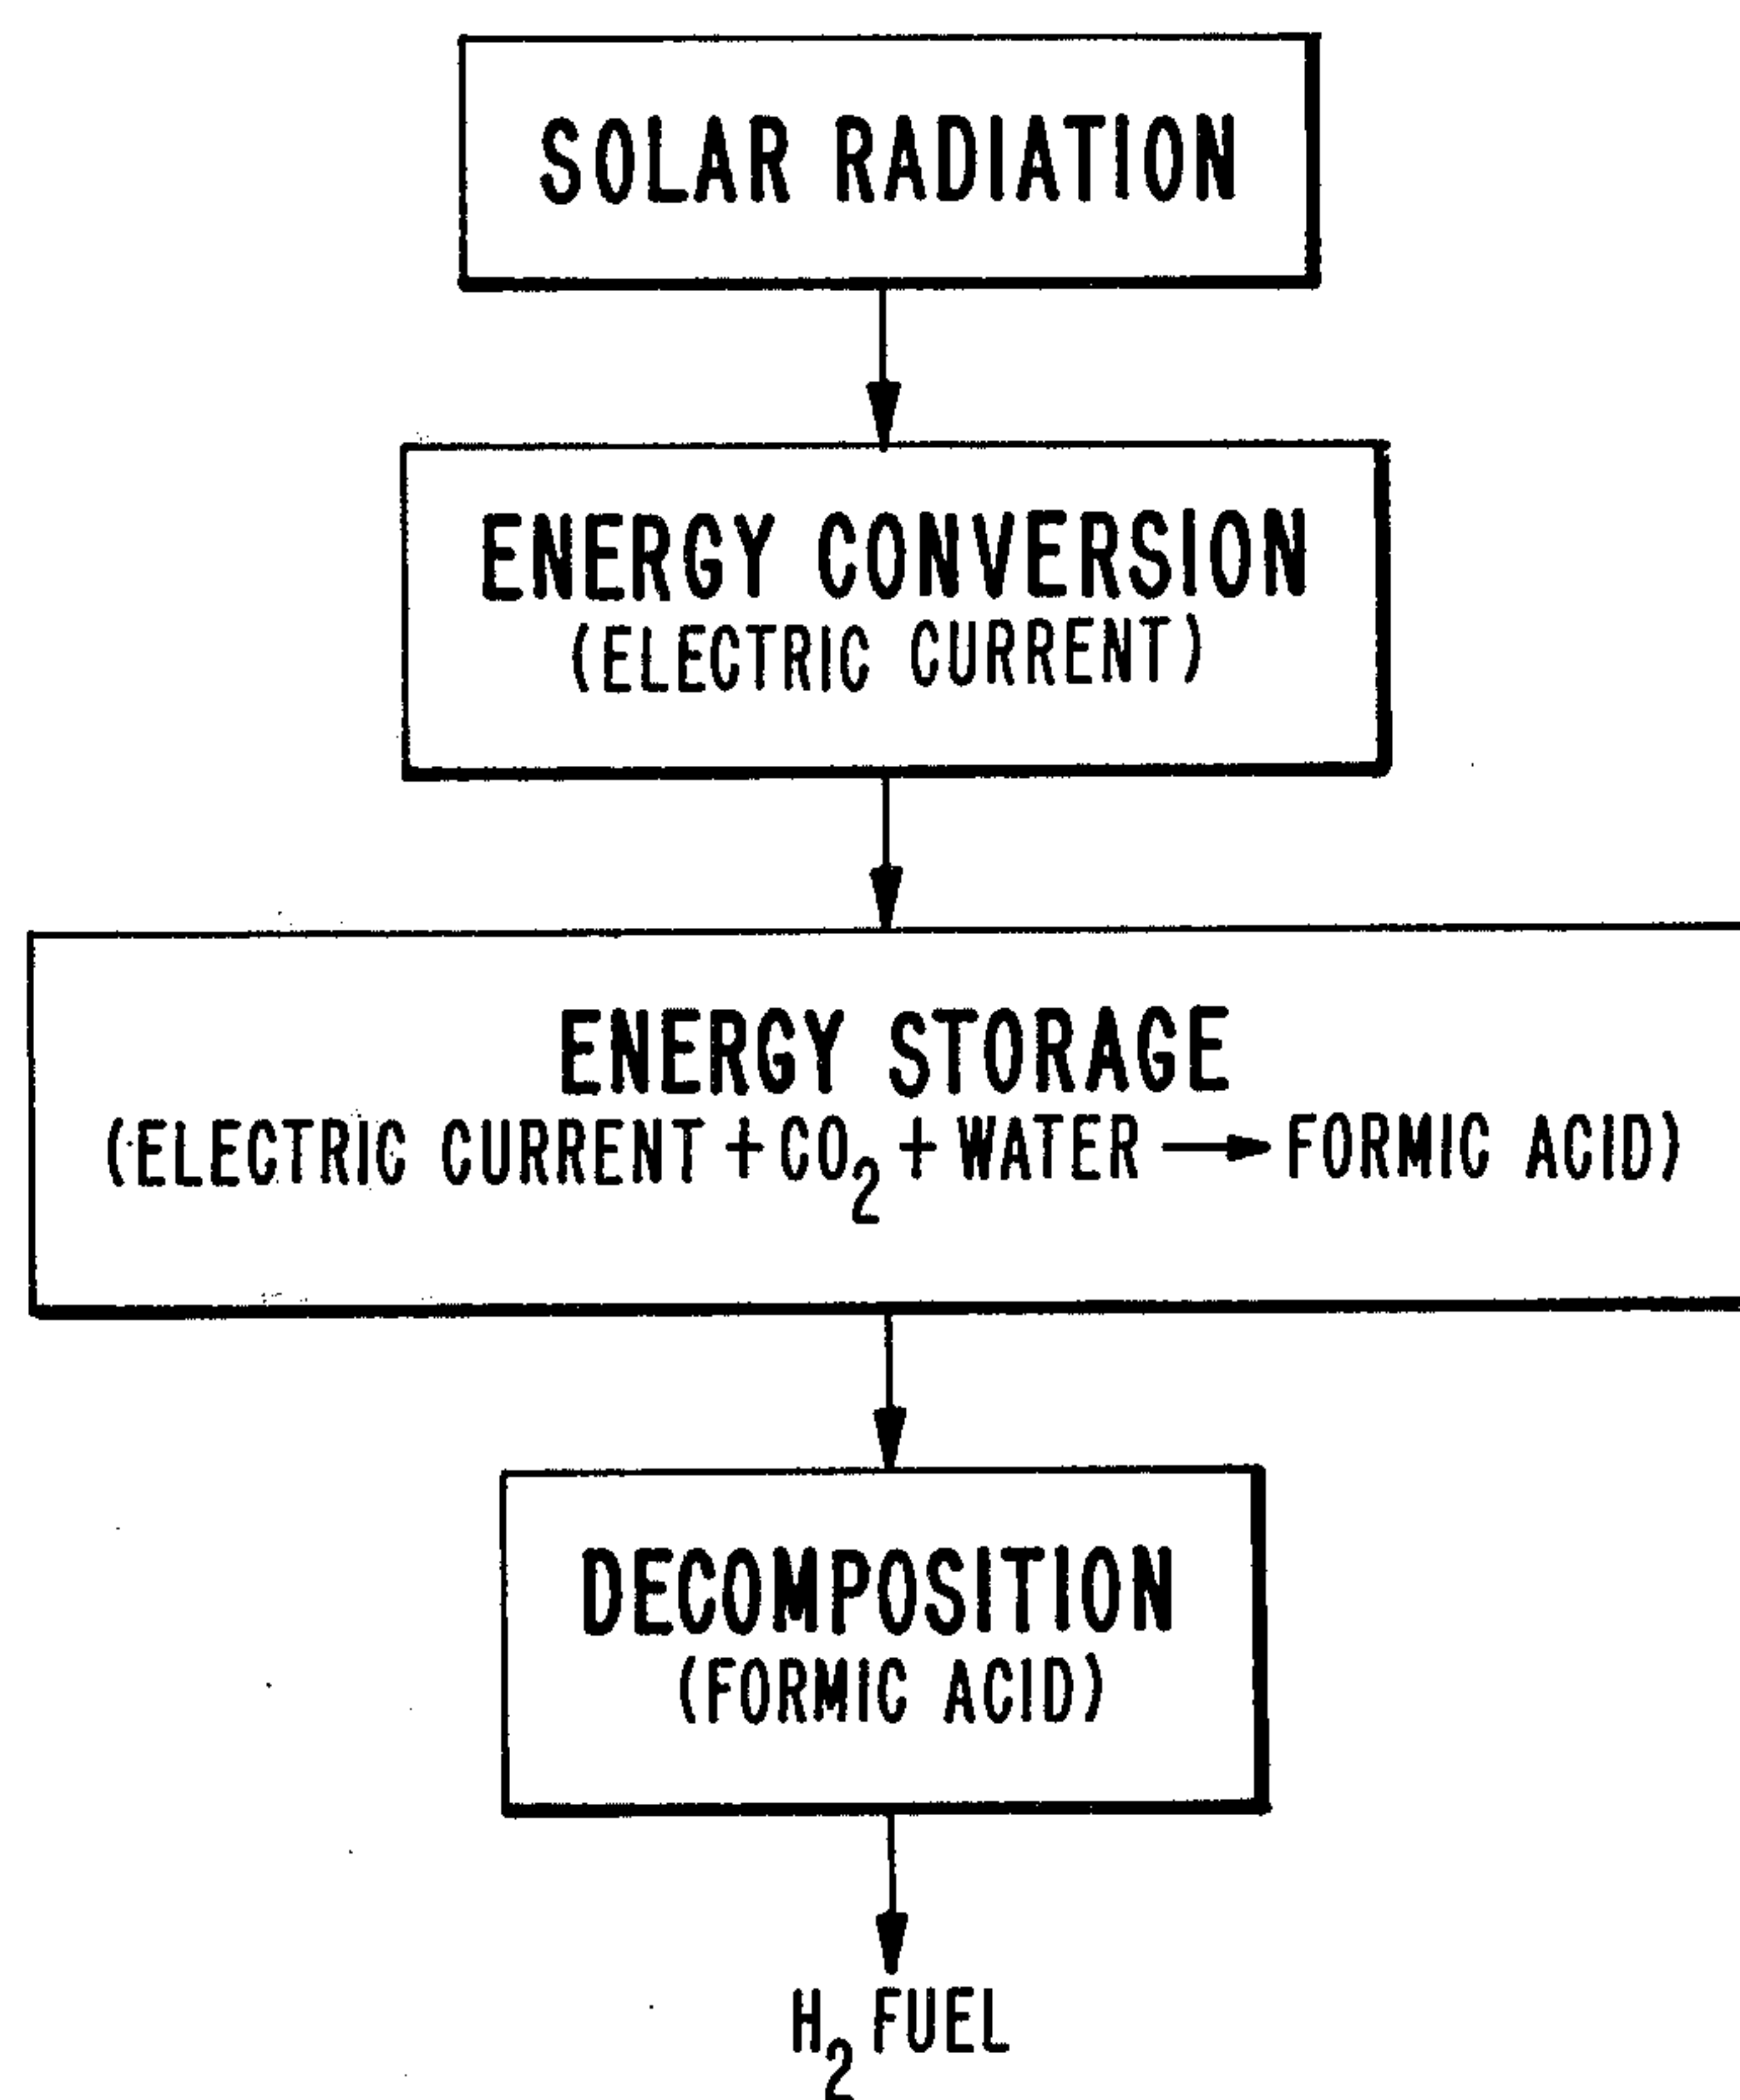 SOLAR RADIATION
ENERGY CONVERSION
(ELECTRIC CURRENT)
ENERGY STORAGE
(ELECTRIC CURRENT + CO₂ + WATER → FORMIC ACID)
DECOMPOSITION
(FORMIC ACID)
H₂ FUEL